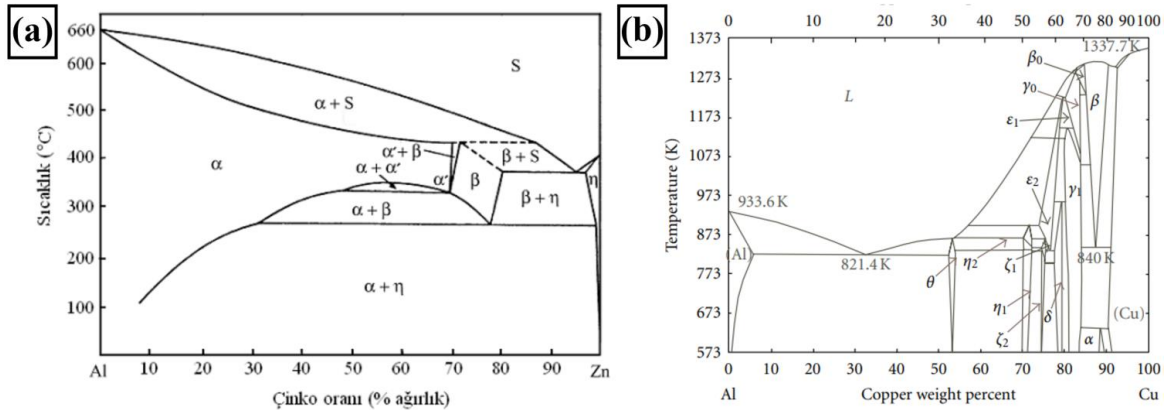 (a)
660
600
500
400
300
200
100
Sıcaklık (°C)
S
α + S
α
α'+ β
α + α'
α'
β + S
β
η
α + β
β + η
α + η
Al 10 20 30 40 50 60 70 80 90 Zn
Çinko oranı (% ağırlık)
(b)
0 10 20 30 40 50 60 70 80 90 100
1373
1273
1173
1073
973
873
773
673
573
Temperature (K)
1337.7 K
β0
γ0
β
L
ε1
ε2
γ1
933.6 K
(Al)
821.4 K
θ
η2
ζ1
840 K
η1
ζ2
δ
(Cu)
α
0 10 20 30 40 50 60 70 80 90 100
Al Copper weight percent Cu